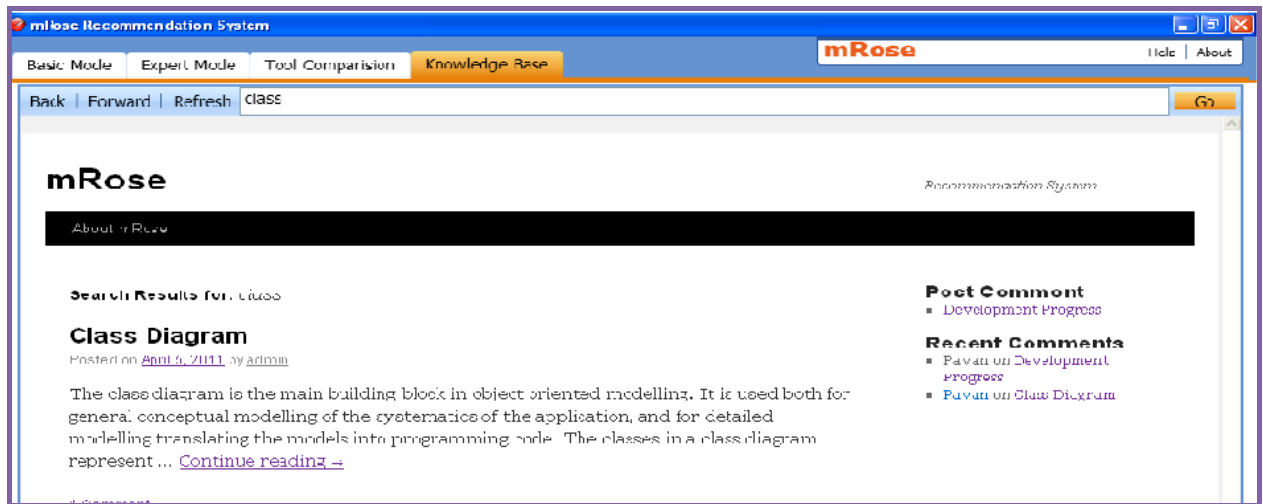 mRose Recommendation System
mRose
Help | About
Basic Mode
Expert Mode
Tool Comparision
Knowledge Base
Back | Forward | Refresh
class
Go
mRose
Recommendation System
About mRose
Search Results for: class
Class Diagram
Posted on April 5, 2011 by admin
The class diagram is the main building block in object oriented modelling. It is used both for
general conceptual modelling of the systematics of the application, and for detailed
modelling translating the models into programming code. The classes in a class diagram
represent ... Continue reading →
Post Comment
Development Progress
Recent Comments
Pavan on Development
Progress
Pavan on Class Diagram